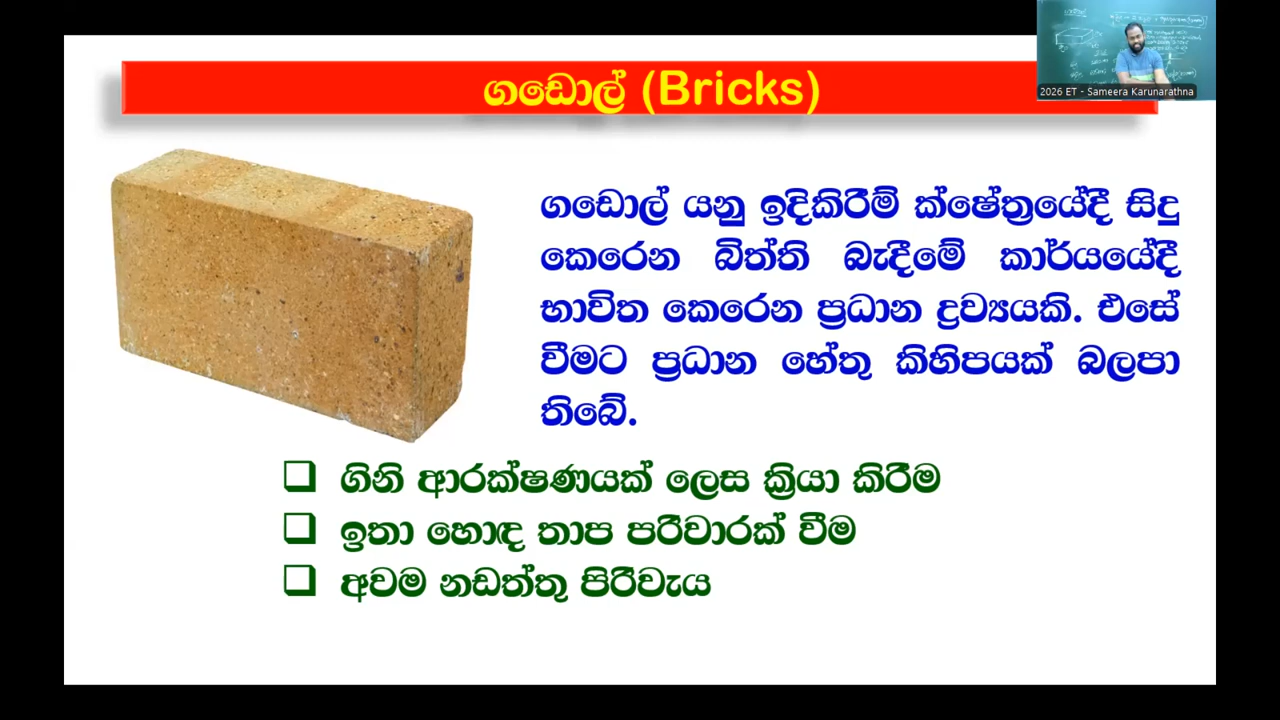 ගඩොල් (Bricks)
2026 ET - Sameera Karunarathna
ගඩොල් යනු ඉදිකිරීම් ක්ෂේත්‍රයේදී සිදු
කෙරෙන බිත්ති බැදීමේ කාර්යයේදී
භාවිත කෙරෙන ප්‍රධාන ද්‍රව්‍යයකි. එසේ
වීමට ප්‍රධාන හේතු කිහිපයක් බලපා
තිබේ.
ගිනි ආරක්ෂණයක් ලෙස ක්‍රියා කිරීම
ඉතා හොඳ තාප පරිවාරක් වීම
අවම නඩත්තු පිරිවැය